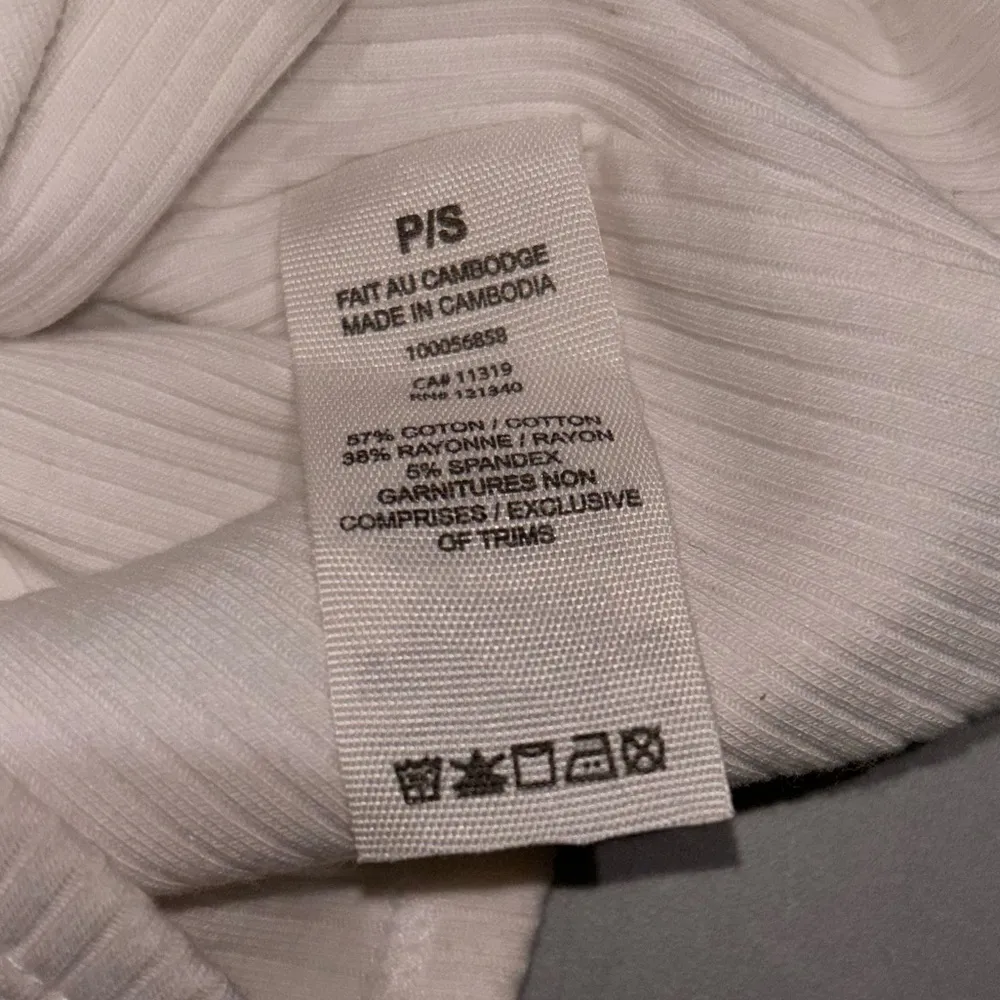 P/S
FAIT AU CAMBODGE
MADE IN CAMBODIA
100056858
CA# 11319
RN# 131340
57% COTON / COTTON
38% RAYONNE / RAYON
5% SPANDEX
GARNITURES NON
COMPRISES / EXCLUSIVE
OF TRIMS